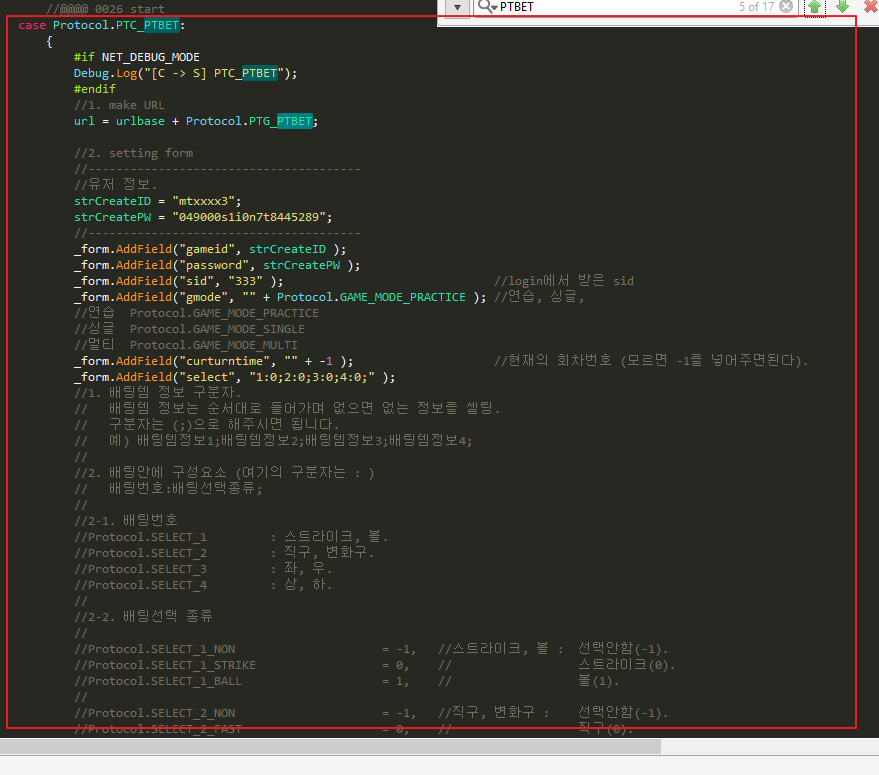 //@@@@ 0026 start
PTBET 5 of 17
case Protocol.PTC_PTBET:
{
#if NET_DEBUG_MODE
Debug.Log("[C -> S] PTC_PTBET");
#endif
//1. make URL
url = urlbase + Protocol.PTG_PTBET;
//2. setting form
//---------------------------------------
//유저 정보.
strCreateID = "mtxxxx3";
strCreatePW = "049000s1i0n7t8445289";
//---------------------------------------
_form.AddField("gameid", strCreateID );
_form.AddField("password", strCreatePW );
_form.AddField("sid", "333" ); //login에서 받은 sid
_form.AddField("gmode", "" + Protocol.GAME_MODE_PRACTICE ); //연습, 싱글,
//연습 Protocol.GAME_MODE_PRACTICE
//싱글 Protocol.GAME_MODE_SINGLE
//멀티 Protocol.GAME_MODE_MULTI
_form.AddField("curturntime", "" + -1 ); //현재의 회차번호 (모르면 -1를 넣어주면된다).
_form.AddField("select", "1:0;2:0;3:0;4:0;" );
//1. 배팅템 정보 구분자.
// 배팅템 정보는 순서대로 들어가며 없으면 없는 정보를 셀팅.
// 구분자는 (;)으로 해주시면 됩니다.
// 예) 배팅템정보1;배팅템정보2;배팅템정보3;배팅템정보4;
//
//2. 배팅안에 구성요소 (여기의 구분자는 : )
// 배팅번호:배팅선택종류;
//
//2-1. 배팅번호
//Protocol.SELECT_1 : 스트라이크, 볼.
//Protocol.SELECT_2 : 직구, 변화구.
//Protocol.SELECT_3 : 좌, 우.
//Protocol.SELECT_4 : 상, 하.
//
//2-2. 배팅선택 종류
//
//Protocol.SELECT_1_NON = -1, //스트라이크, 볼 : 선택안함(-1).
//Protocol.SELECT_1_STRIKE = 0, // 스트라이크(0).
//Protocol.SELECT_1_BALL = 1, // 볼(1).
//
//Protocol.SELECT_2_NON = -1, //직구, 변화구 : 선택안함(-1).
//Protocol.SELECT_2_FAST = 0, // 직구(0).